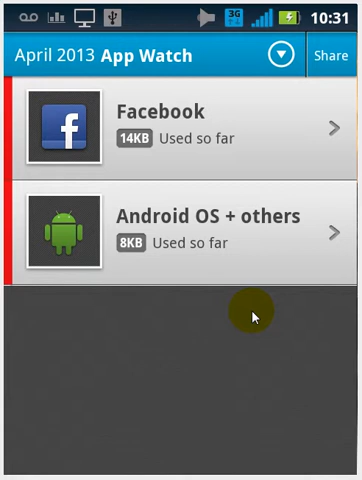 3G 10:31
April 2013 App Watch Share
Facebook
14KB Used so far
Android OS + others
8KB Used so far